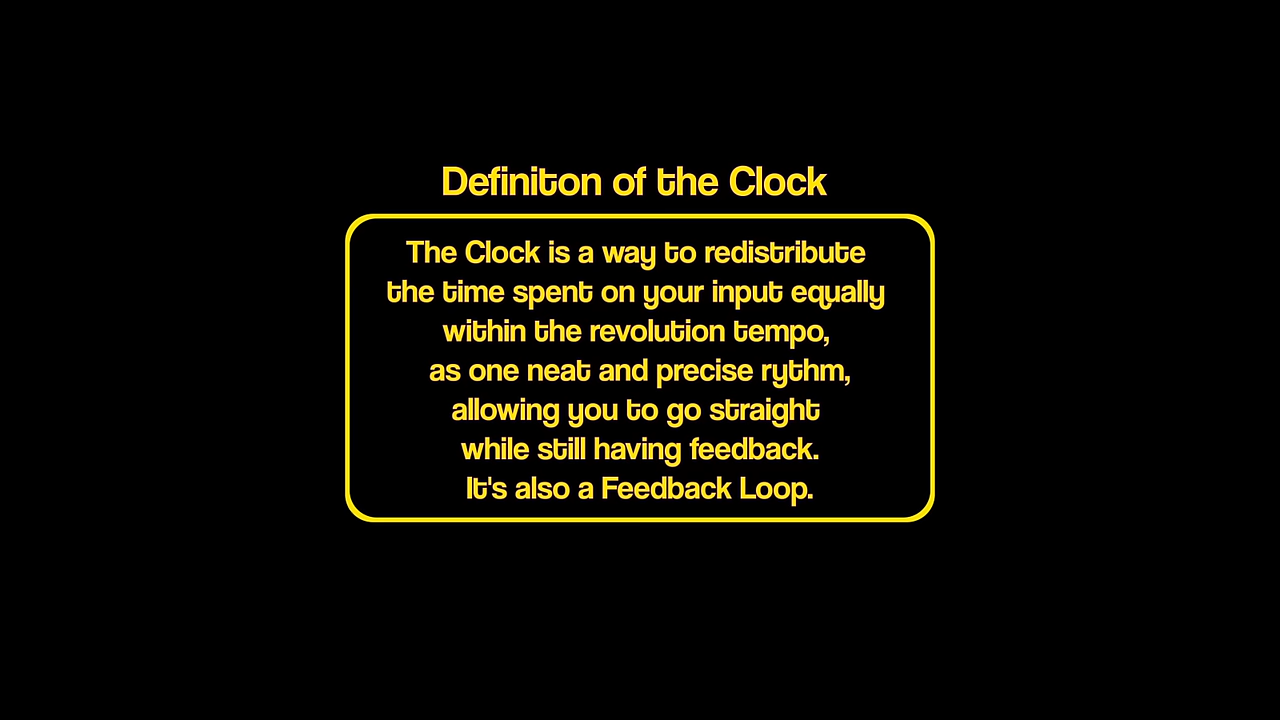 Definiton of the Clock
The Clock is a way to redistribute
the time spent on your input equally
within the revolution tempo,
as one neat and precise rythm,
allowing you to go straight
while still having feedback.
It's also a Feedback Loop.